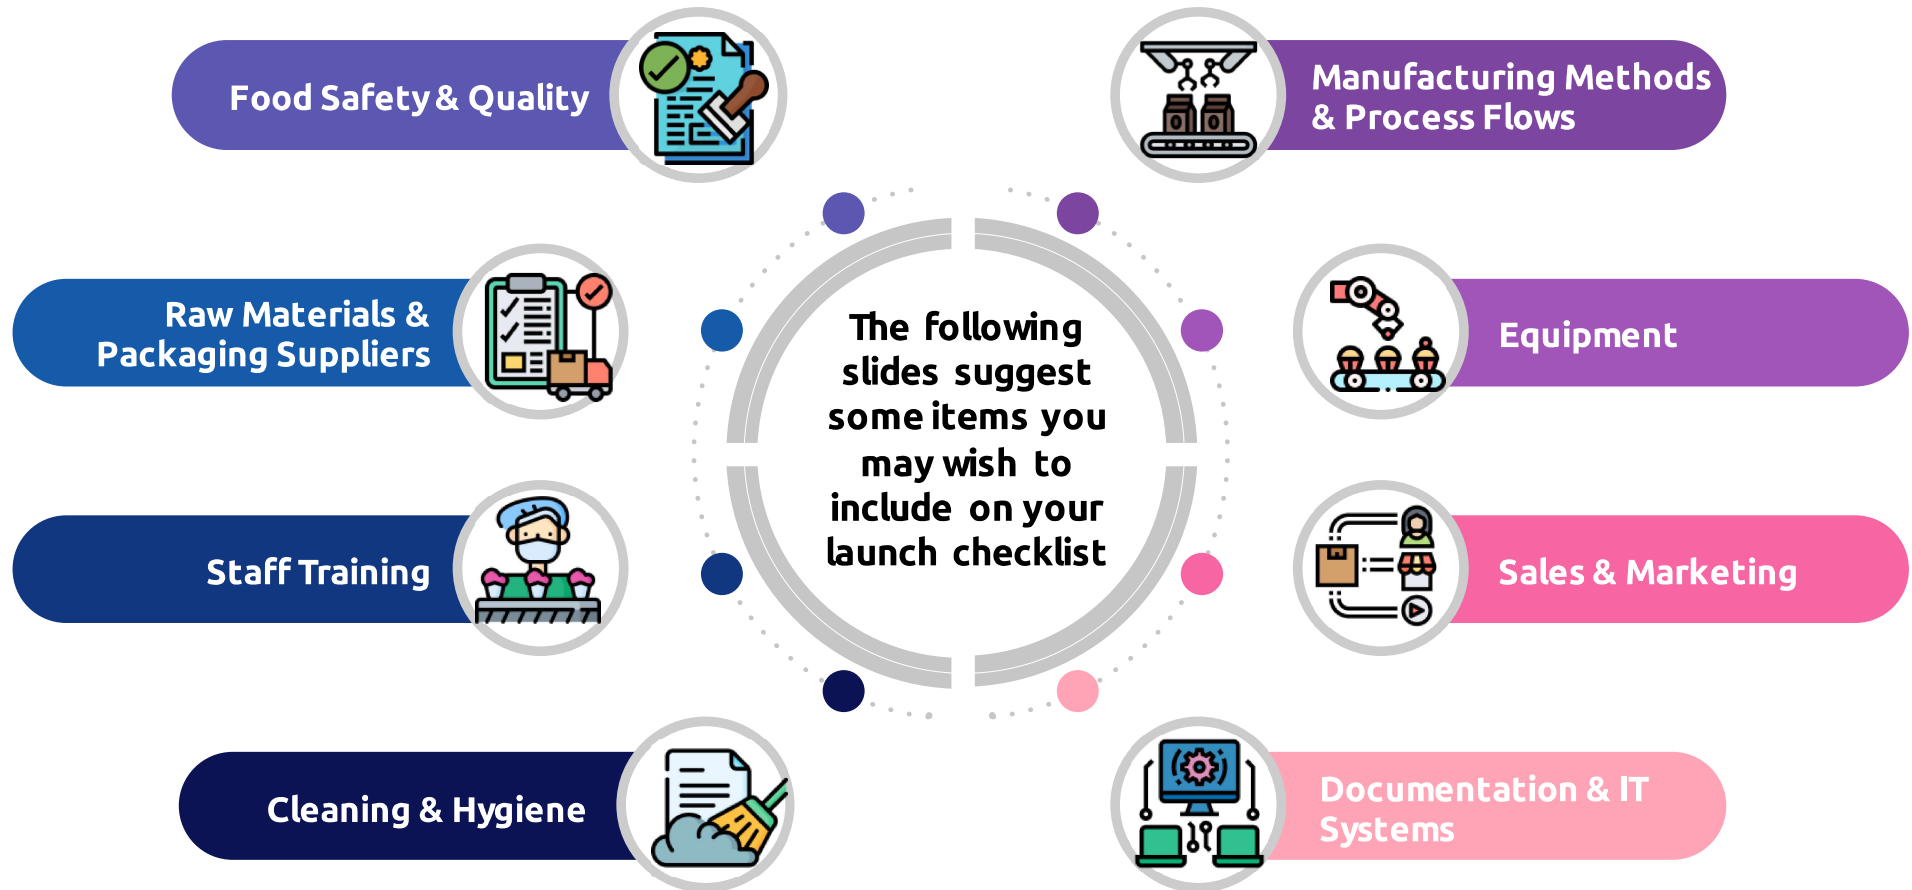 Food Safety & Quality
Manufacturing Methods
& Process Flows
Raw Materials &
Packaging Suppliers
Equipment
The following
slides suggest
some items you
may wish to
include on your
launch checklist
Staff Training
Sales & Marketing
Cleaning & Hygiene
Documentation & IT
Systems